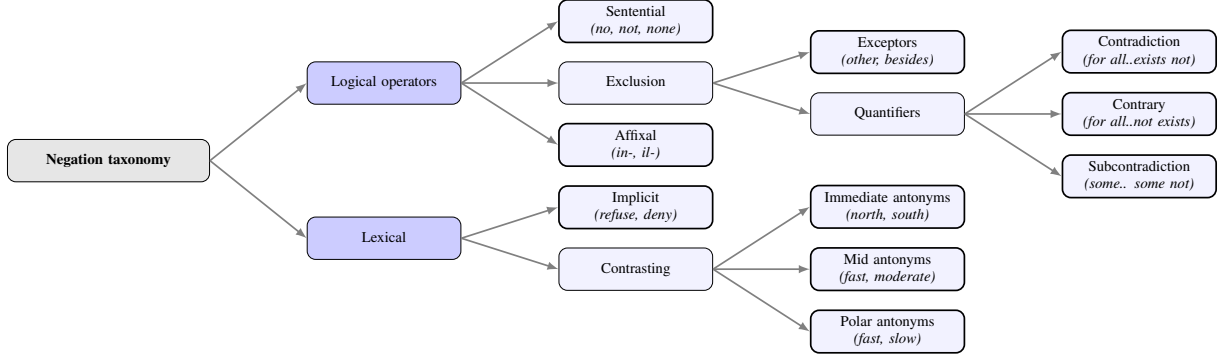 Negation taxonomy
Logical operators
Sentential
(no, not, none)
Exclusion
Exceptors
(other, besides)
Quantifiers
Contradiction
(for all..exists not)
Contrary
(for all..not exists)
Subcontradiction
(some.. some not)
Affixal
(in-, il-)
Lexical
Implicit
(refuse, deny)
Contrasting
Immediate antonyms
(north, south)
Mid antonyms
(fast, moderate)
Polar antonyms
(fast, slow)